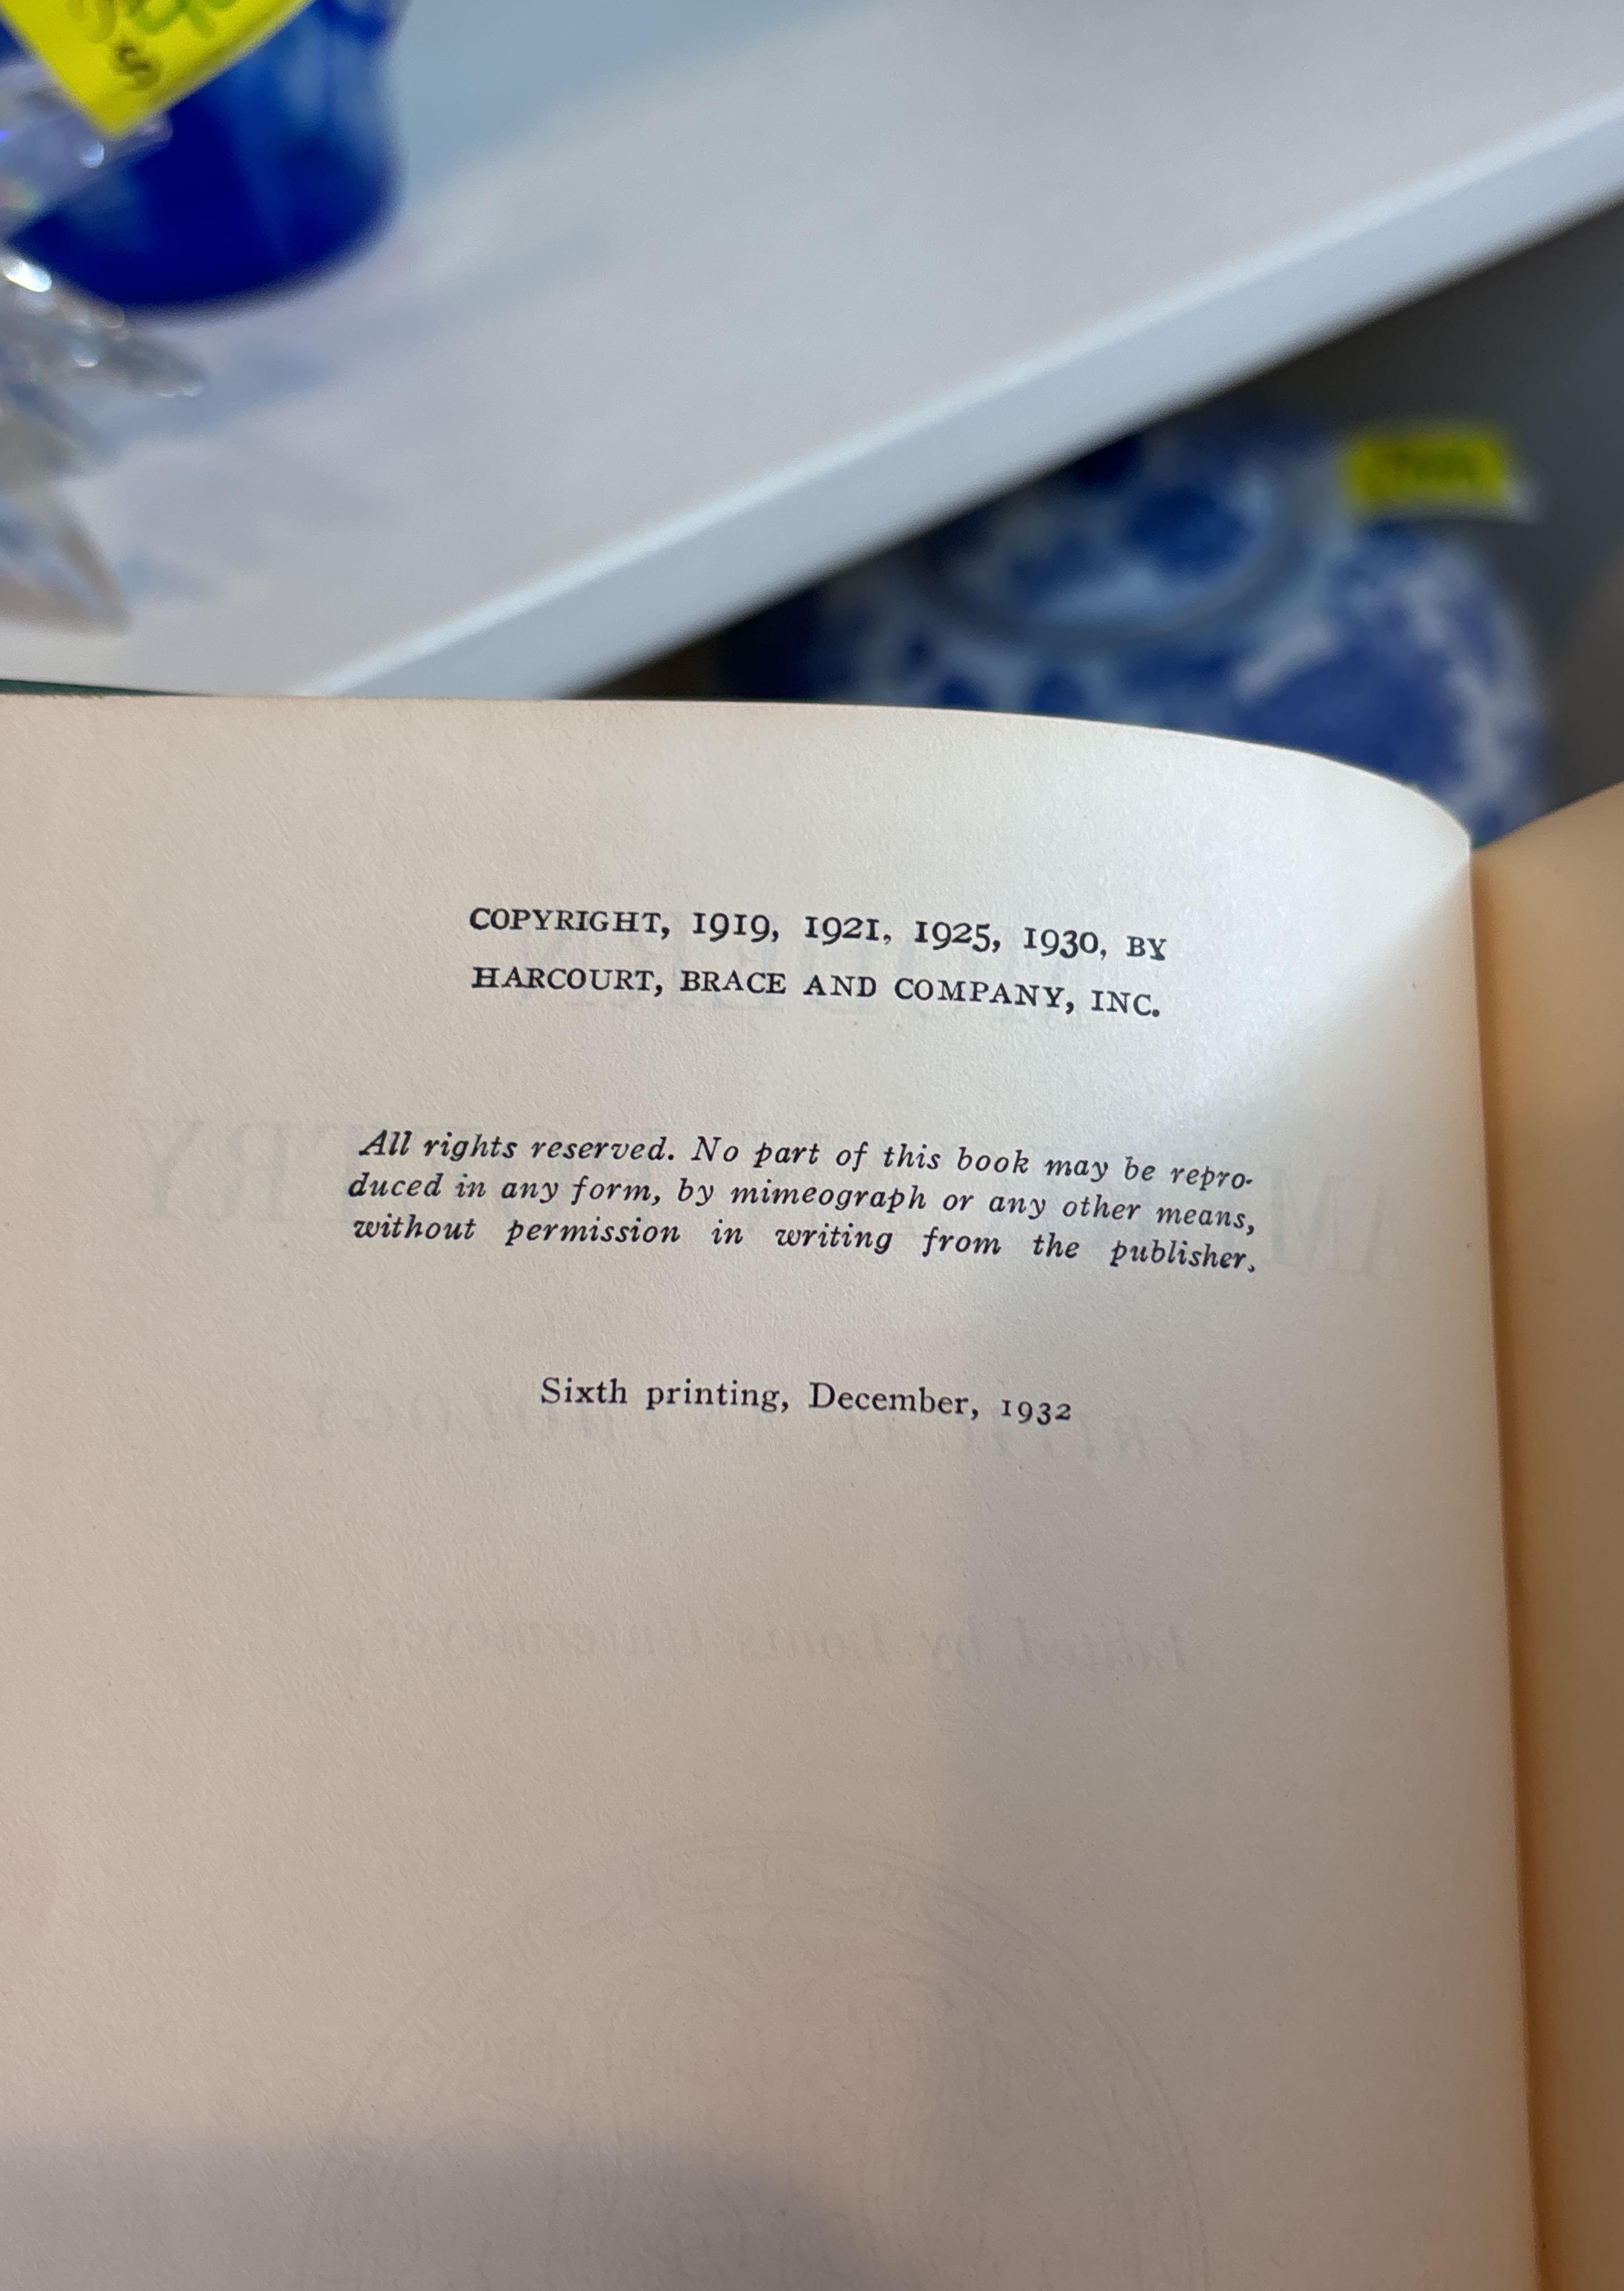 $
COPYRIGHT, 1919, 1921, 1925, 1930, BY
HARCOURT, BRACE AND COMPANY, INC.
All rights reserved. No part of this book may be repro-
duced in any form, by mimeograph or any other means,
without permission in writing from the publisher.
Sixth printing, December, 1932